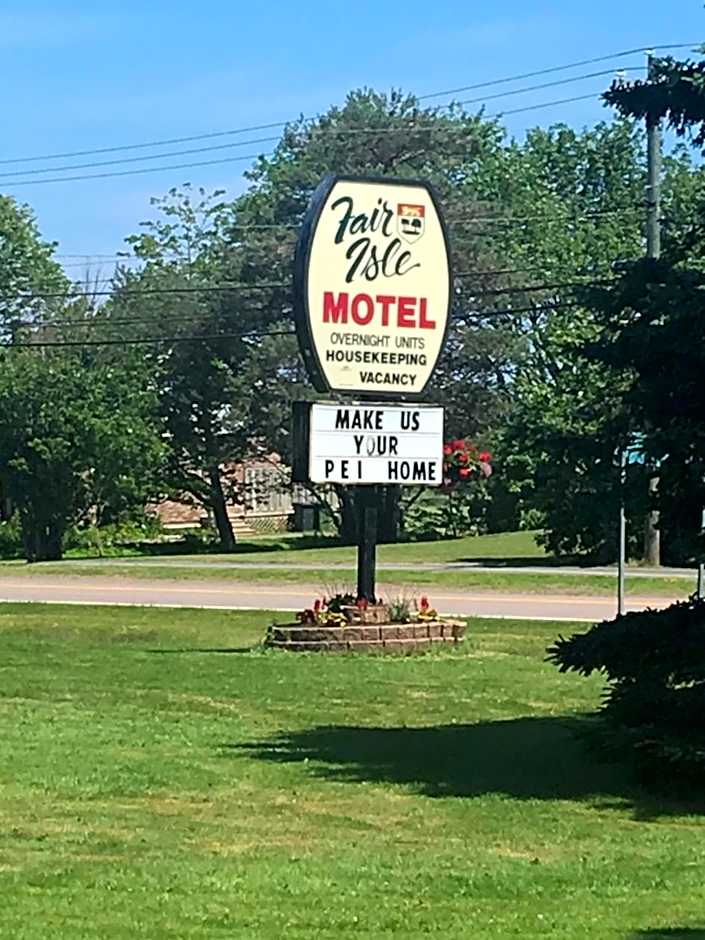 Fair
Isle
MOTEL
OVERNIGHT UNITS
HOUSEKEEPING
VACANCY
MAKE US
YOUR
PEI HOME